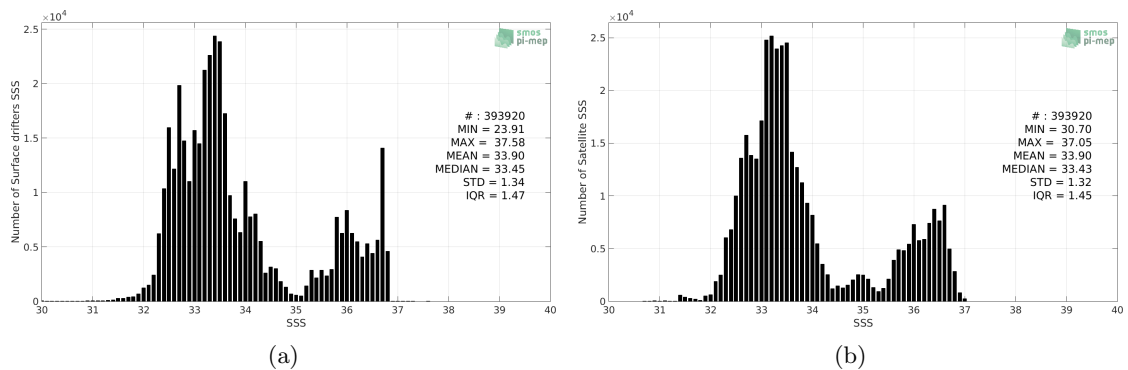 ×10⁴
2.5
2
1.5
1
0.5
0
30 31 32 33 34 35 36 37 38 39 40
SSS
Number of Surface drifters SSS
smos
pi-mep
# : 393920
MIN = 23.91
MAX = 37.58
MEAN = 33.90
MEDIAN = 33.45
STD = 1.34
IQR = 1.47
(a)
×10⁴
2.5
2
1.5
1
0.5
0
30 31 32 33 34 35 36 37 38 39 40
SSS
Number of Satellite SSS
smos
pi-mep
# : 393920
MIN = 30.70
MAX = 37.05
MEAN = 33.90
MEDIAN = 33.43
STD = 1.32
IQR = 1.45
(b)